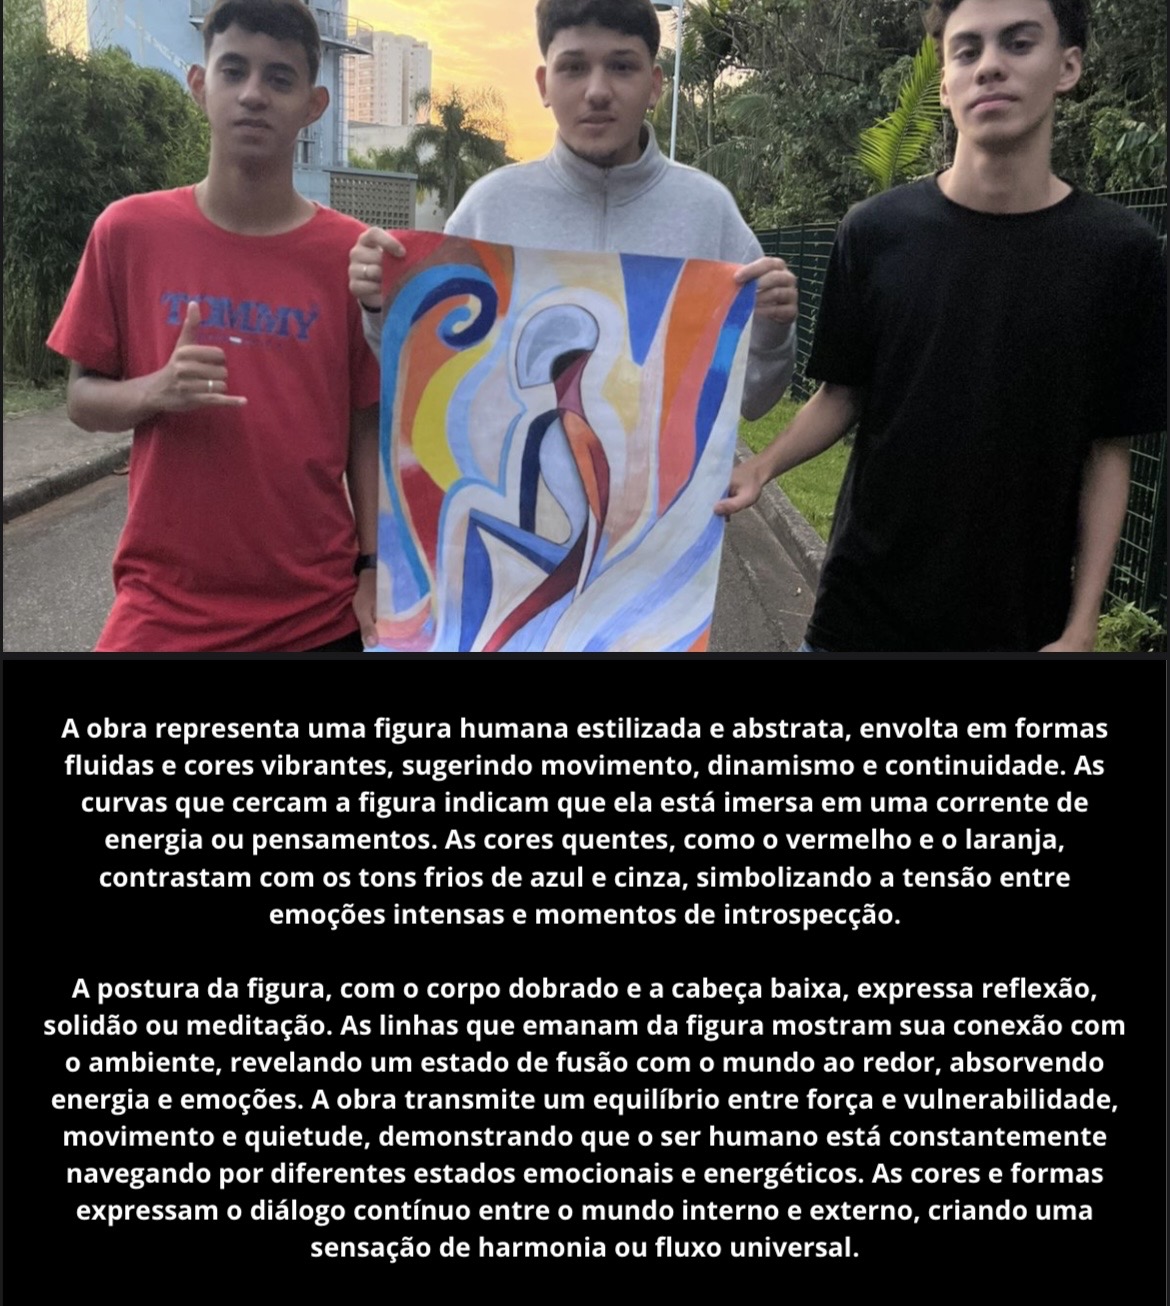 TOMMY
A obra representa uma figura humana estilizada e abstrata, envolta em formas
fluidas e cores vibrantes, sugerindo movimento, dinamismo e continuidade. As
curvas que cercam a figura indicam que ela está imersa em uma corrente de
energia ou pensamentos. As cores quentes, como o vermelho e o laranja,
contrastam com os tons frios de azul e cinza, simbolizando a tensão entre
emoções intensas e momentos de introspecção.
A postura da figura, com o corpo dobrado e a cabeça baixa, expressa reflexão,
solidão ou meditação. As linhas que emanam da figura mostram sua conexão com
o ambiente, revelando um estado de fusão com o mundo ao redor, absorvendo
energia e emoções. A obra transmite um equilíbrio entre força e vulnerabilidade,
movimento e quietude, demonstrando que o ser humano está constantemente
navegando por diferentes estados emocionais e energéticos. As cores e formas
expressam o diálogo contínuo entre o mundo interno e externo, criando uma
sensação de harmonia ou fluxo universal.